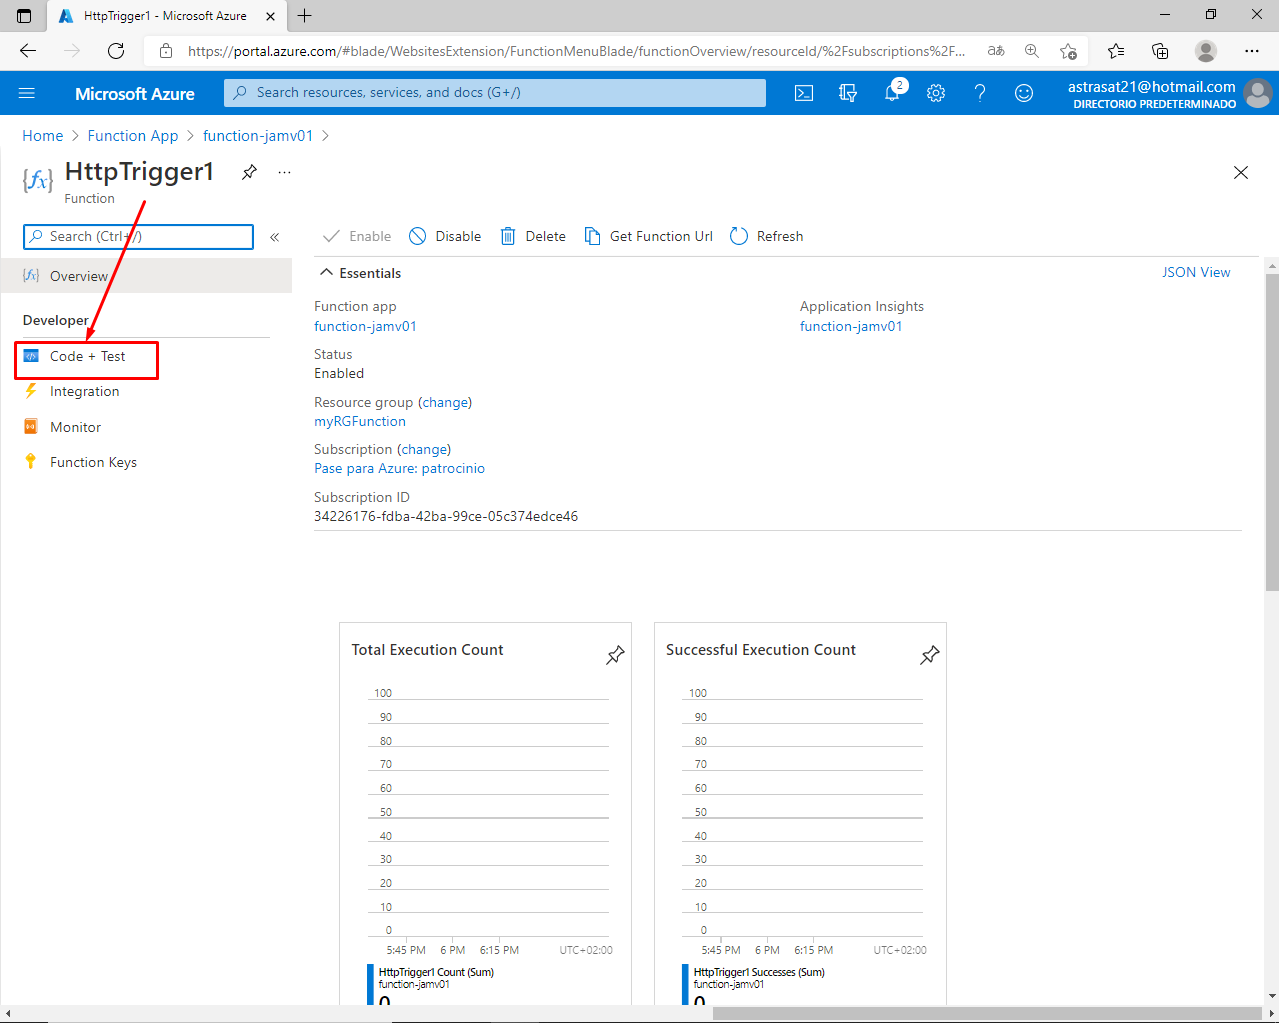 HttpTrigger1 - Microsoft Azure
https://portal.azure.com/#blade/WebsitesExtension/FunctionMenuBlade/functionOverview/resourceId/%2Fsubscriptions%2F...
Microsoft Azure
Search resources, services, and docs (G+/)
2
astrasat21@hotmail.com
DIRECTORIO PREDETERMINADO
Home > Function App > function-jamv01 >
HttpTrigger1
Function
Search (Ctrl+/)
Enable
Disable
Delete
Get Function Url
Refresh
Overview
Developer
Code + Test
Integration
Monitor
Function Keys
Essentials
JSON View
Function app
function-jamv01
Application Insights
function-jamv01
Status
Enabled
Resource group (change)
myRGFunction
Subscription (change)
Pase para Azure: patrocinio
Subscription ID
34226176-fdba-42ba-99ce-05c374edce46
Total Execution Count
100
90
80
70
60
50
40
30
20
10
0
5:45 PM 6 PM 6:15 PM UTC+02:00
HttpTrigger1 Count (Sum)
function-jamv01
0
Successful Execution Count
100
90
80
70
60
50
40
30
20
10
0
5:45 PM 6 PM 6:15 PM UTC+02:00
HttpTrigger1 Successes (Sum)
function-jamv01
0